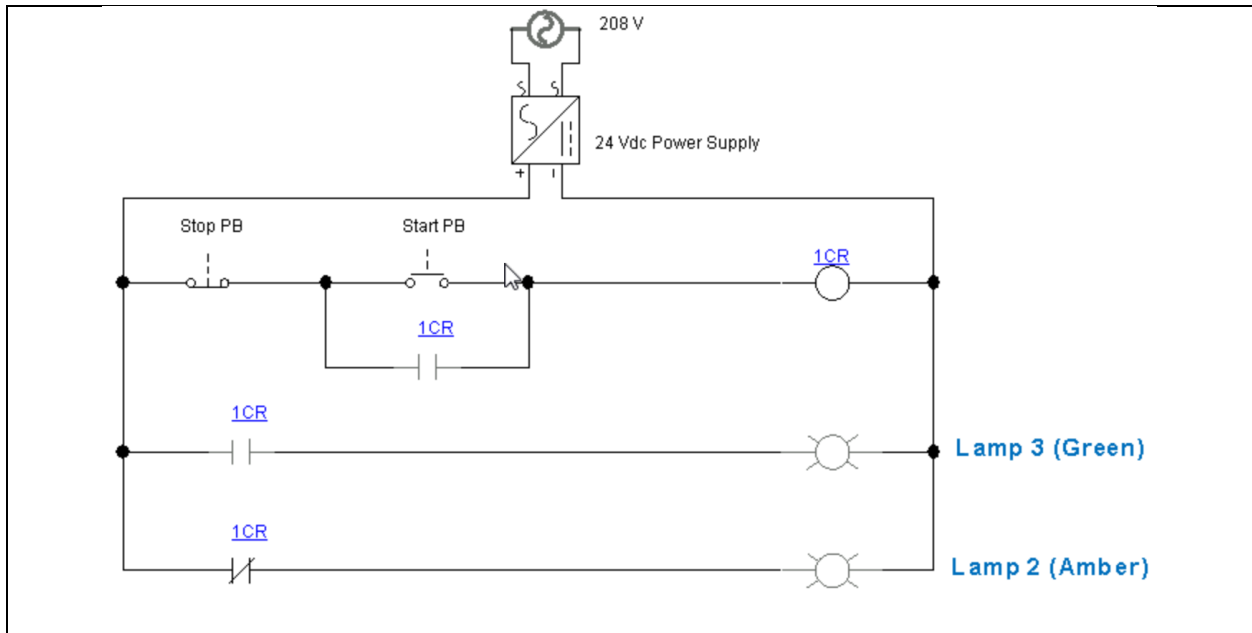 208 V
24 Vdc Power Supply
+ -
Stop PB
Start PB
1CR
1CR
1CR
Lamp 3 (Green)
1CR
Lamp 2 (Amber)